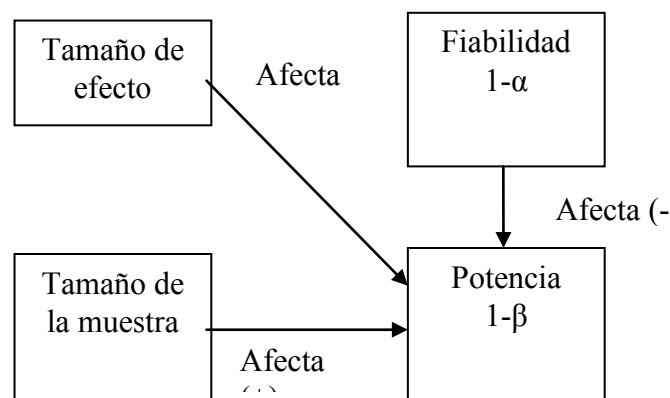 Tamaño de
efecto
Afecta
Fiabilidad
1-α
Afecta (-
Tamaño de
la muestra
Afecta
Potencia
1-β